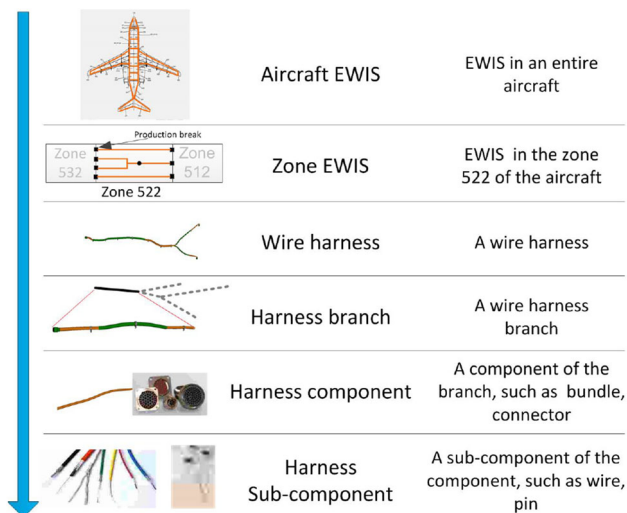 Aircraft EWIS
EWIS in an entire
aircraft
Production break
Zone
532
Zone
512
Zone 522
Zone EWIS
EWIS in the zone
522 of the aircraft
Wire harness
A wire harness
Harness branch
A wire harness
branch
Harness component
A component of the
branch, such as bundle,
connector
Harness
Sub-component
A sub-component of the
component, such as wire,
pin